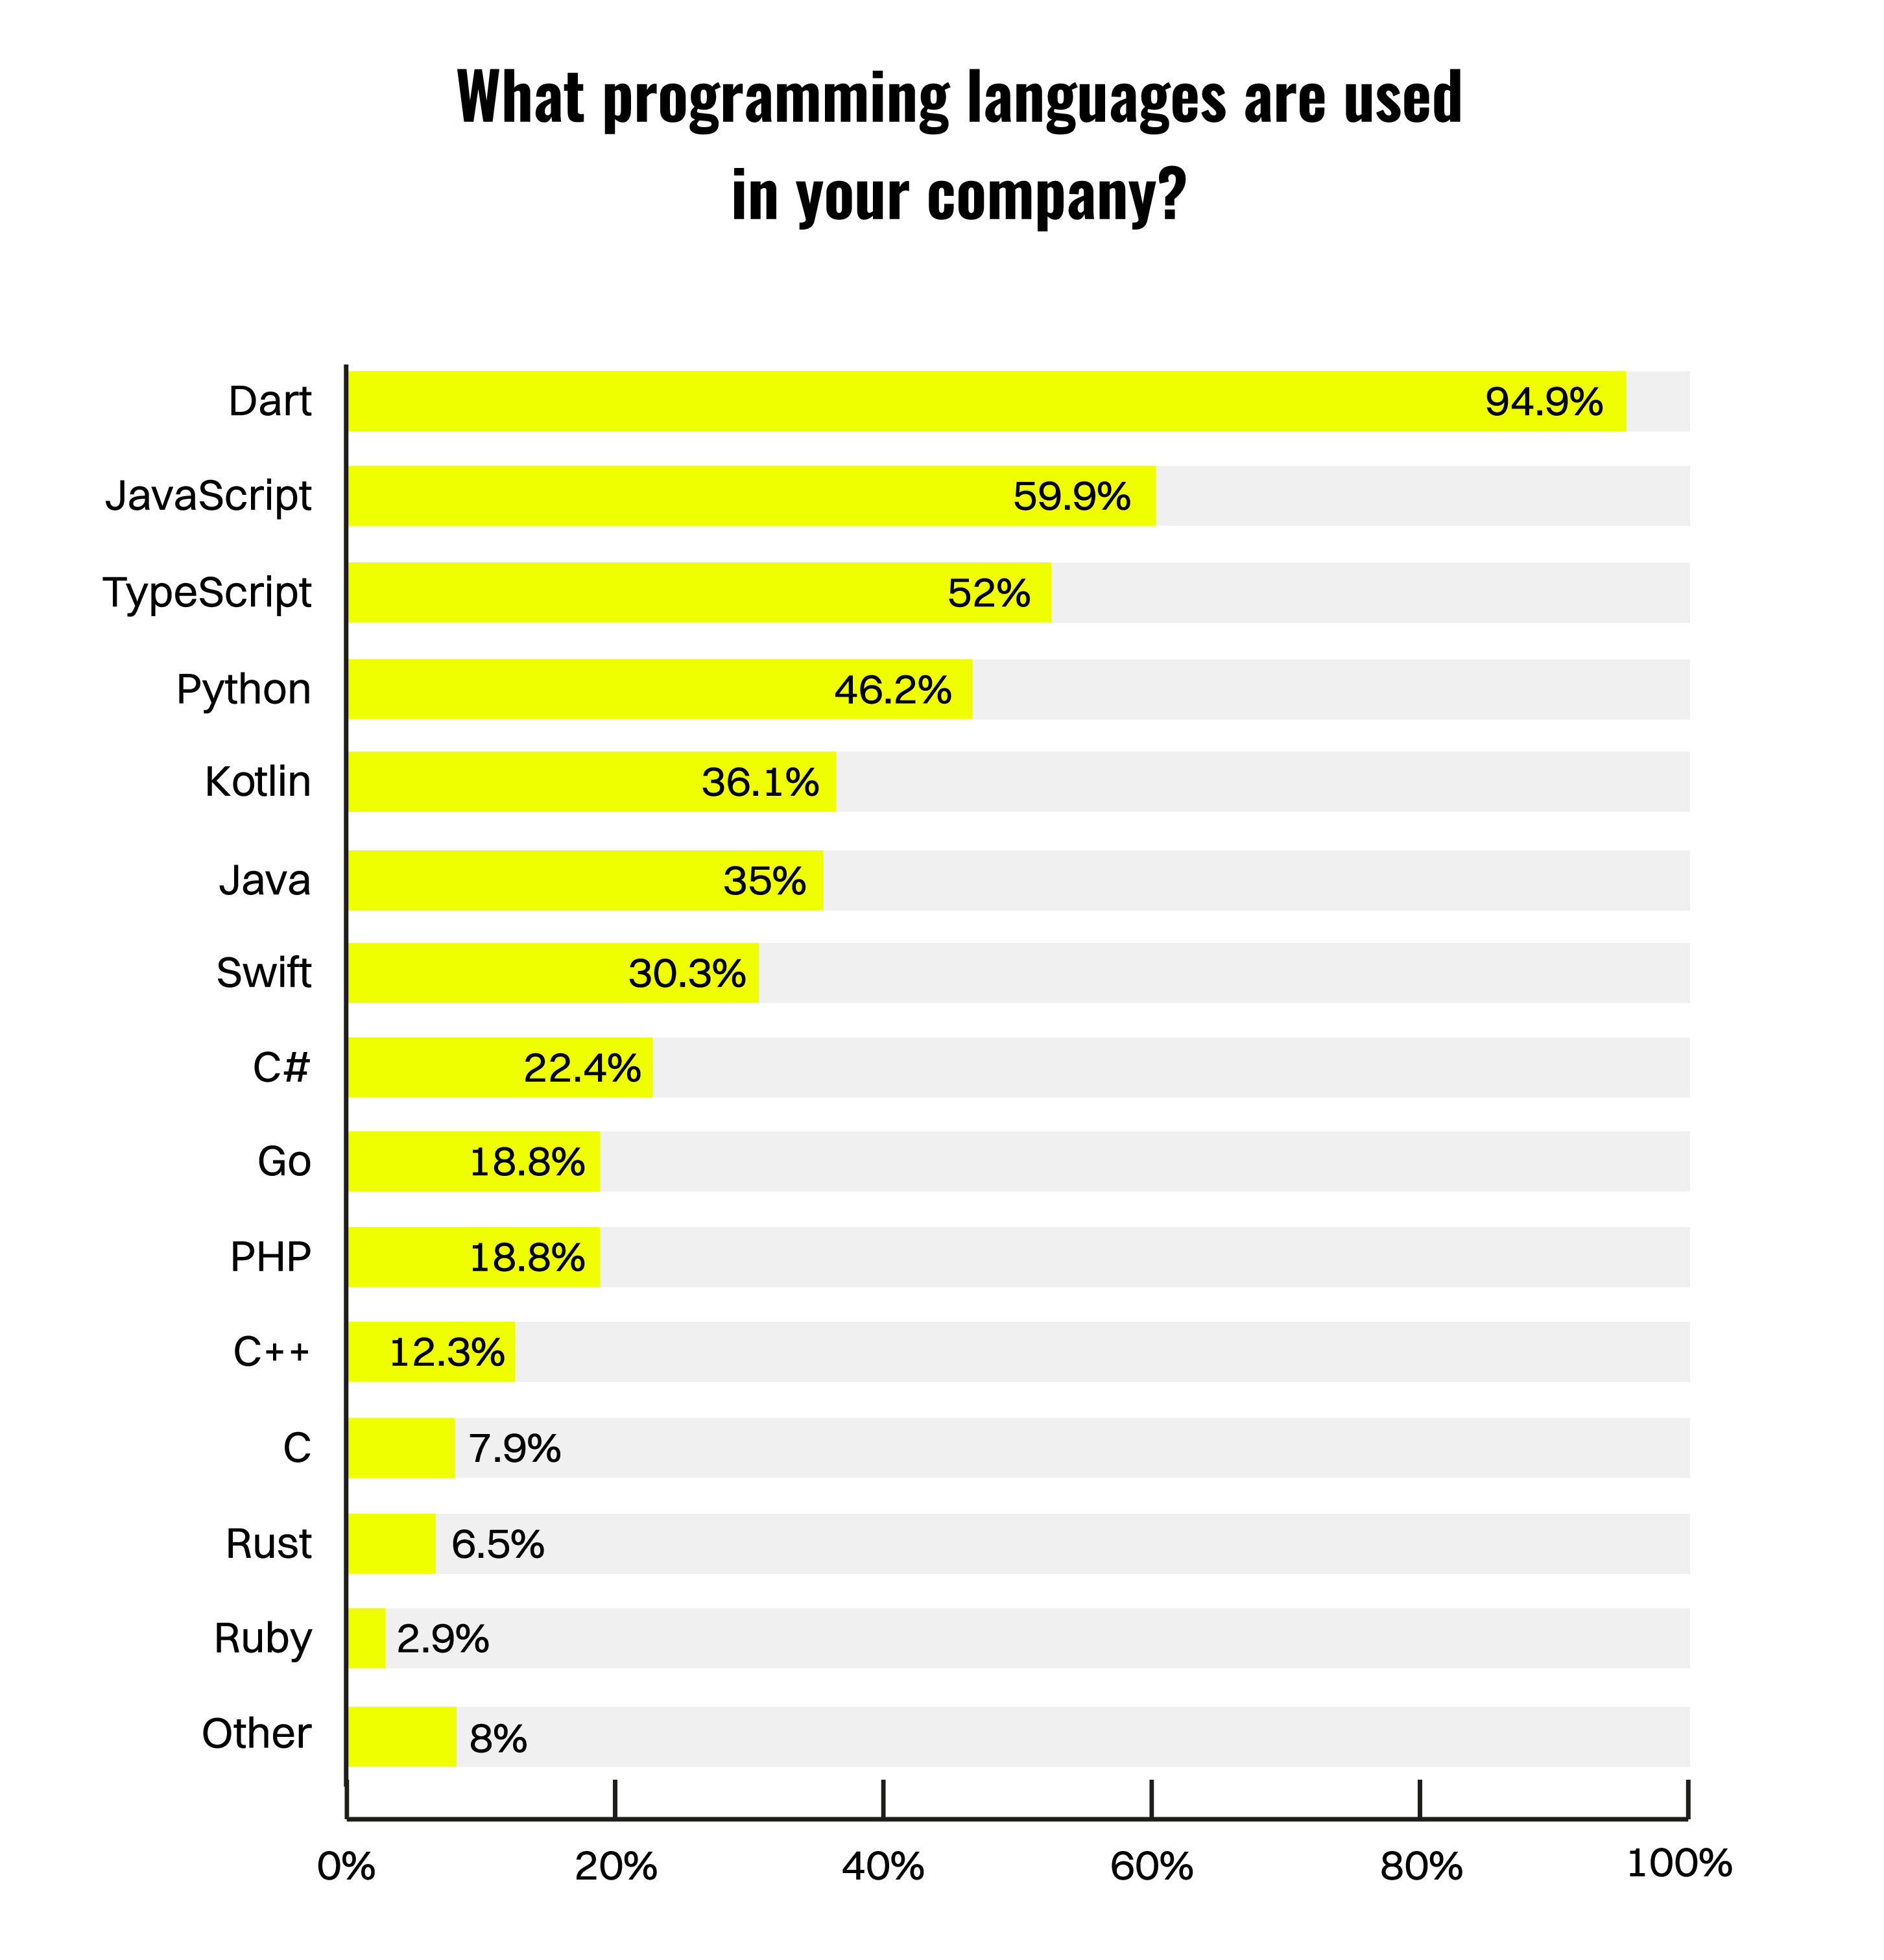 What programming languages are used
in your company?
Dart 94.9%
JavaScript 59.9%
TypeScript 52%
Python 46.2%
Kotlin 36.1%
Java 35%
Swift 30.3%
C# 22.4%
Go 18.8%
PHP 18.8%
C++ 12.3%
C 7.9%
Rust 6.5%
Ruby 2.9%
Other 8%
0% 20% 40% 60% 80% 100%